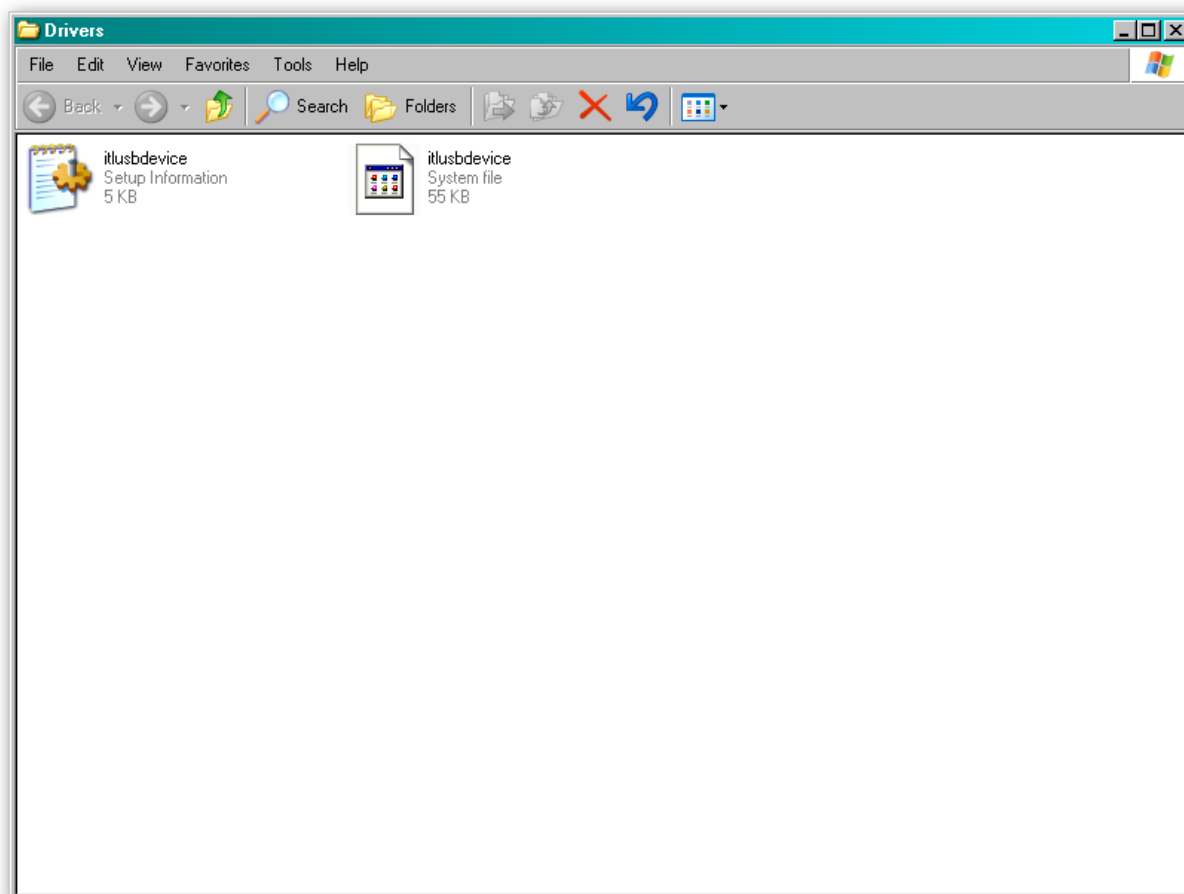 Drivers
File Edit View Favorites Tools Help
Back Search Folders
itlusbdevice
Setup Information
5 KB
itlusbdevice
System file
55 KB